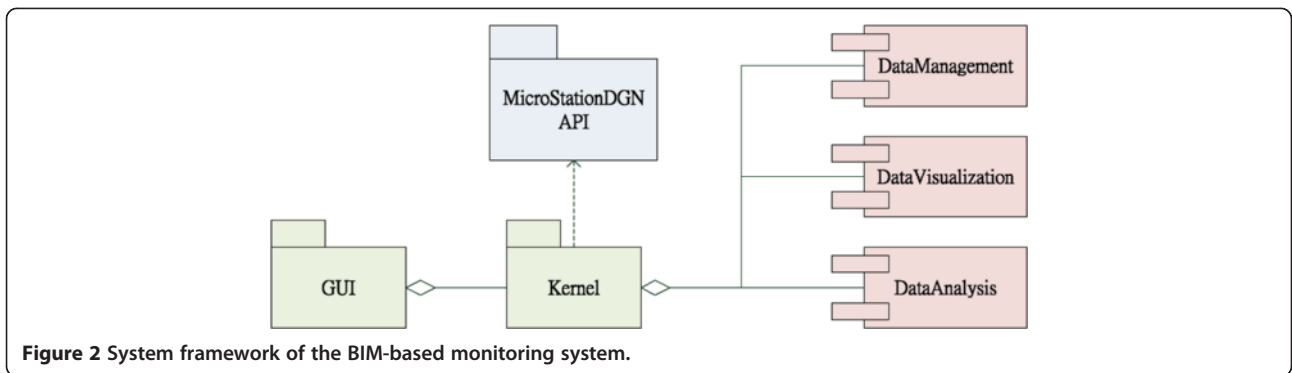 MicroStationDGN
API
DataManagement
DataVisualization
GUI
Kernel
DataAnalysis
Figure 2 System framework of the BIM-based monitoring system.